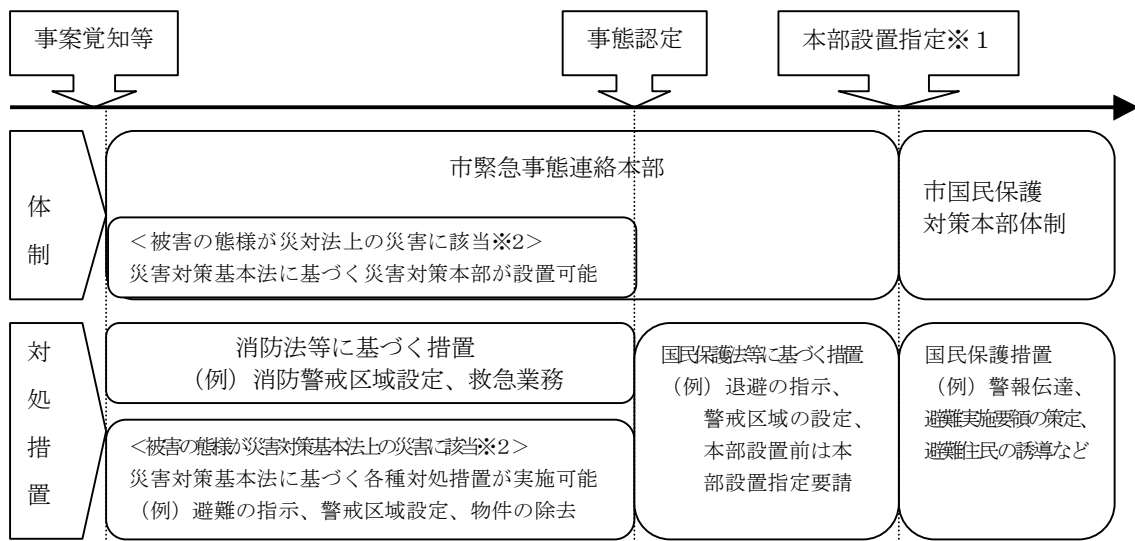 事案覚知等
事態認定
本部設置指定※１
体制
市緊急事態連絡本部
＜被害の態様が災対法上の災害に該当※2＞
災害対策基本法に基づく災害対策本部が設置可能
市国民保護
対策本部体制
対処措置
消防法等に基づく措置
（例）消防警戒区域設定、救急業務
＜被害の態様が災害対策基本法上の災害に該当※2＞
災害対策基本法に基づく各種対処措置が実施可能
（例）避難の指示、警戒区域設定、物件の除去
国民保護法等に基づく措置
（例）退避の指示、
警戒区域の設定、
本部設置前は本
部設置指定要請
国民保護措置
（例）警報伝達、
避難実施要領の策定、
避難住民の誘導など